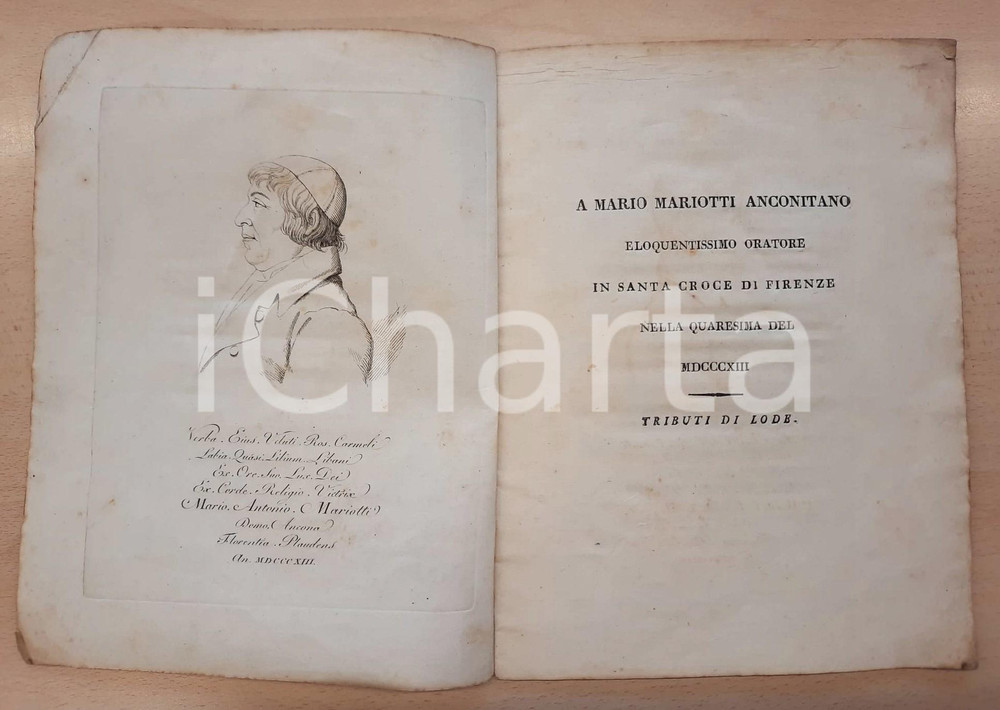 Verba. Eius. Veluti. Ros. Carmeli
Labia. Quasi. Lilium. Libani
Ex. Ore. Suo. Lux. Dei
Ex. Corde. Religio. Victrix
Mario. Antonio. Mariotti
Domo. Ancona
Florentia. Plaudens
An. MDCCCXIII.
A MARIO MARIOTTI ANCONITANO
ELOQUENTISSIMO ORATORE
IN SANTA CROCE DI FIRENZE
NELLA QUARESIMA DEL
MDCCCXIII
TRIBUTI DI LODE.
iCharta